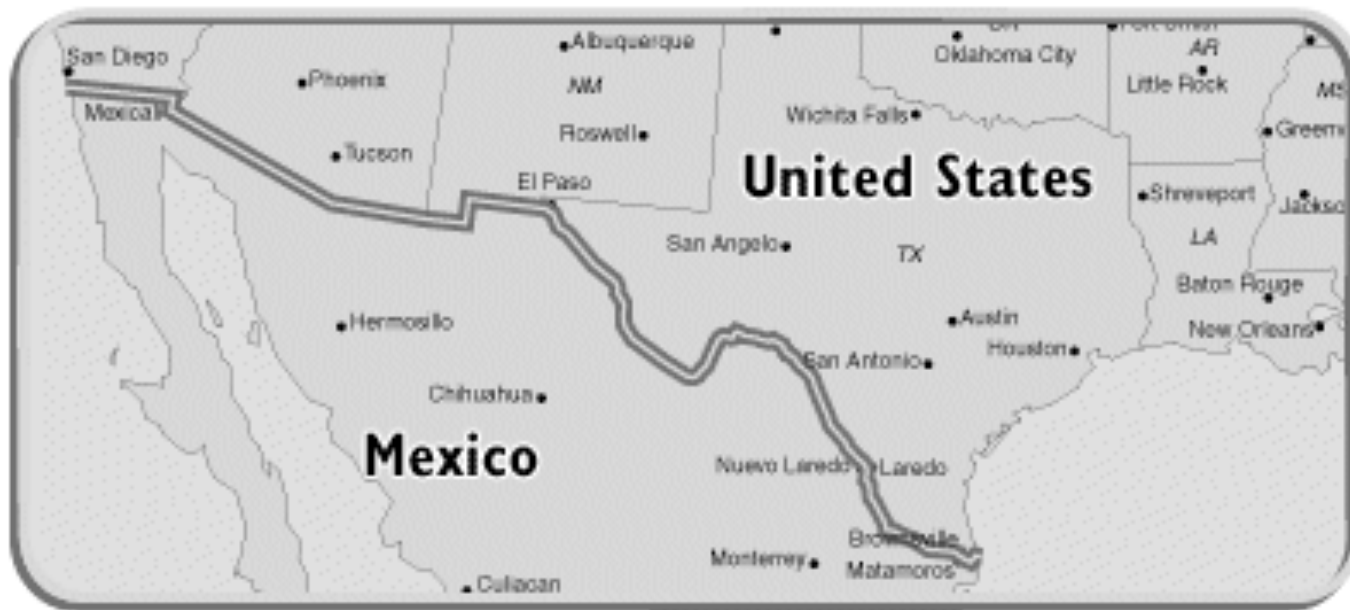 San Diego
Mexicali
Phoenix
Tucson
Albuquerque
NM
Roswell
El Paso
Oklahoma City
Wichita Falls
AR
Little Rock
United States
San Angelo
TX
Shreveport
LA
Baton Rouge
New Orleans
Austin
Houston
San Antonio
Hermosillo
Chihuahua
Mexico
Nuevo Laredo
Laredo
Brownsville
Matamoros
Monterrey
Culiacan